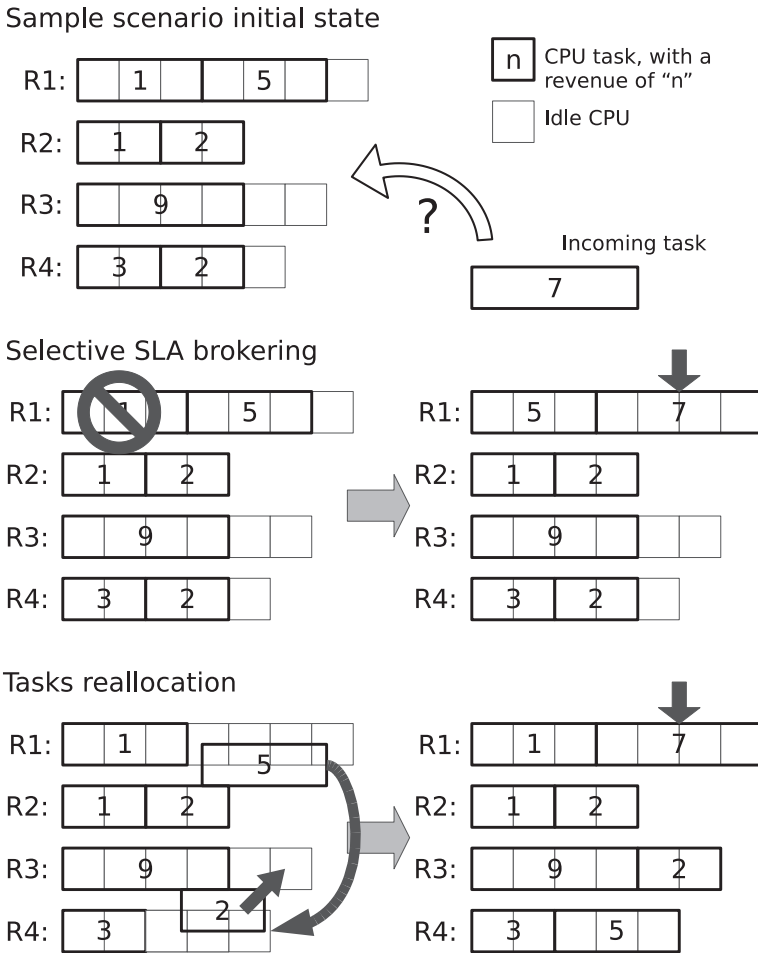 Sample scenario initial state
R1: 1 5
R2: 1 2
R3: 9
R4: 3 2
n CPU task, with a
revenue of “n”
Idle CPU
?
Incoming task
7
Selective SLA brokering
R1: 1 5
R2: 1 2
R3: 9
R4: 3 2
R1: 5 7
R2: 1 2
R3: 9
R4: 3 2
Tasks reallocation
R1: 1
5
R2: 1 2
R3: 9
2
R4: 3
R1: 1 7
R2: 1 2
R3: 9 2
R4: 3 5